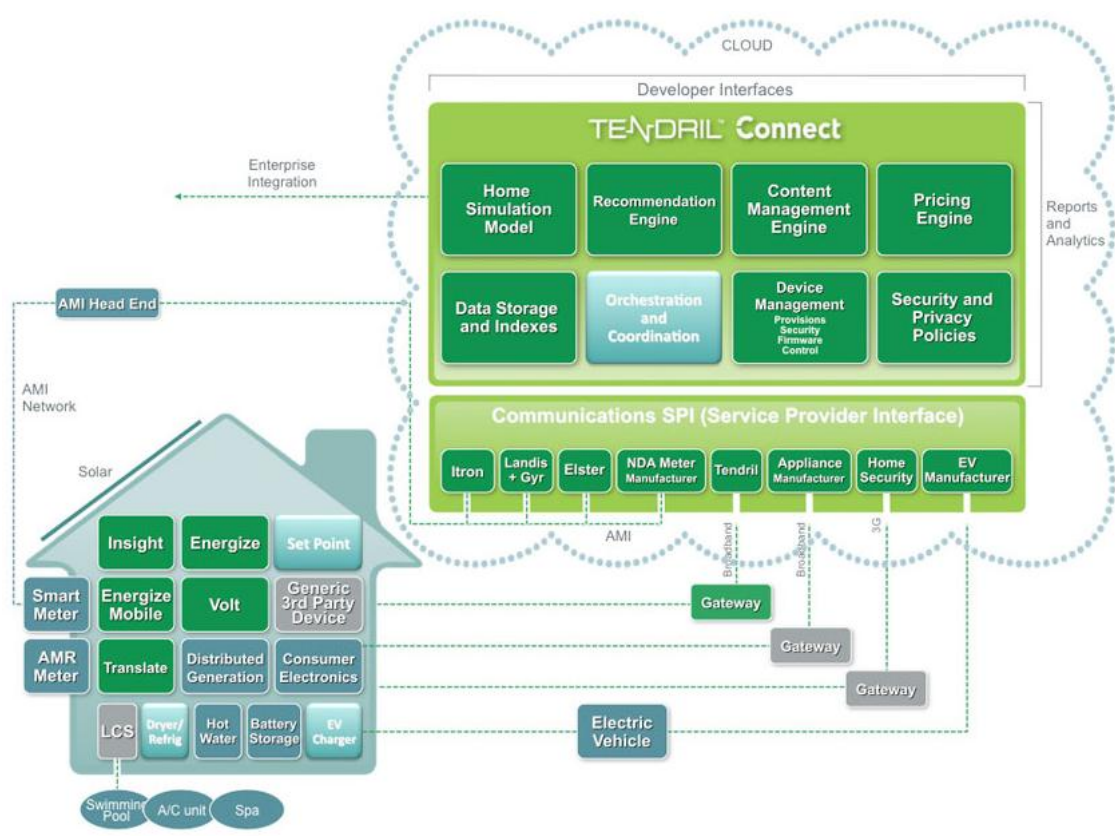 CLOUD
Developer Interfaces
TENDRIL™ Connect
Enterprise
Integration
Home
Simulation
Model
Recommendation
Engine
Content
Management
Engine
Pricing
Engine
Reports
and
Analytics
AMI Head End
Data Storage
and Indexes
Orchestration
and
Coordination
Device
Management
Provisions
Security
Firmware
Control
Security and
Privacy
Policies
AMI
Network
Communications SPI (Service Provider Interface)
Itron
Landis
+ Gyr
Elster
NDA Meter
Manufacturer
Tendril
Appliance
Manufacturer
Home
Security
EV
Manufacturer
Solar
AMI
Broadband
Broadband
3G
Insight
Energize
Set Point
Smart
Meter
Energize
Mobile
Volt
Generic
3rd Party
Device
Gateway
AMR
Meter
Translate
Distributed
Generation
Consumer
Electronics
Gateway
Gateway
LCS
Dryer/
Refrig
Hot
Water
Battery
Storage
EV
Charger
Electric
Vehicle
Swimming
Pool
A/C unit
Spa